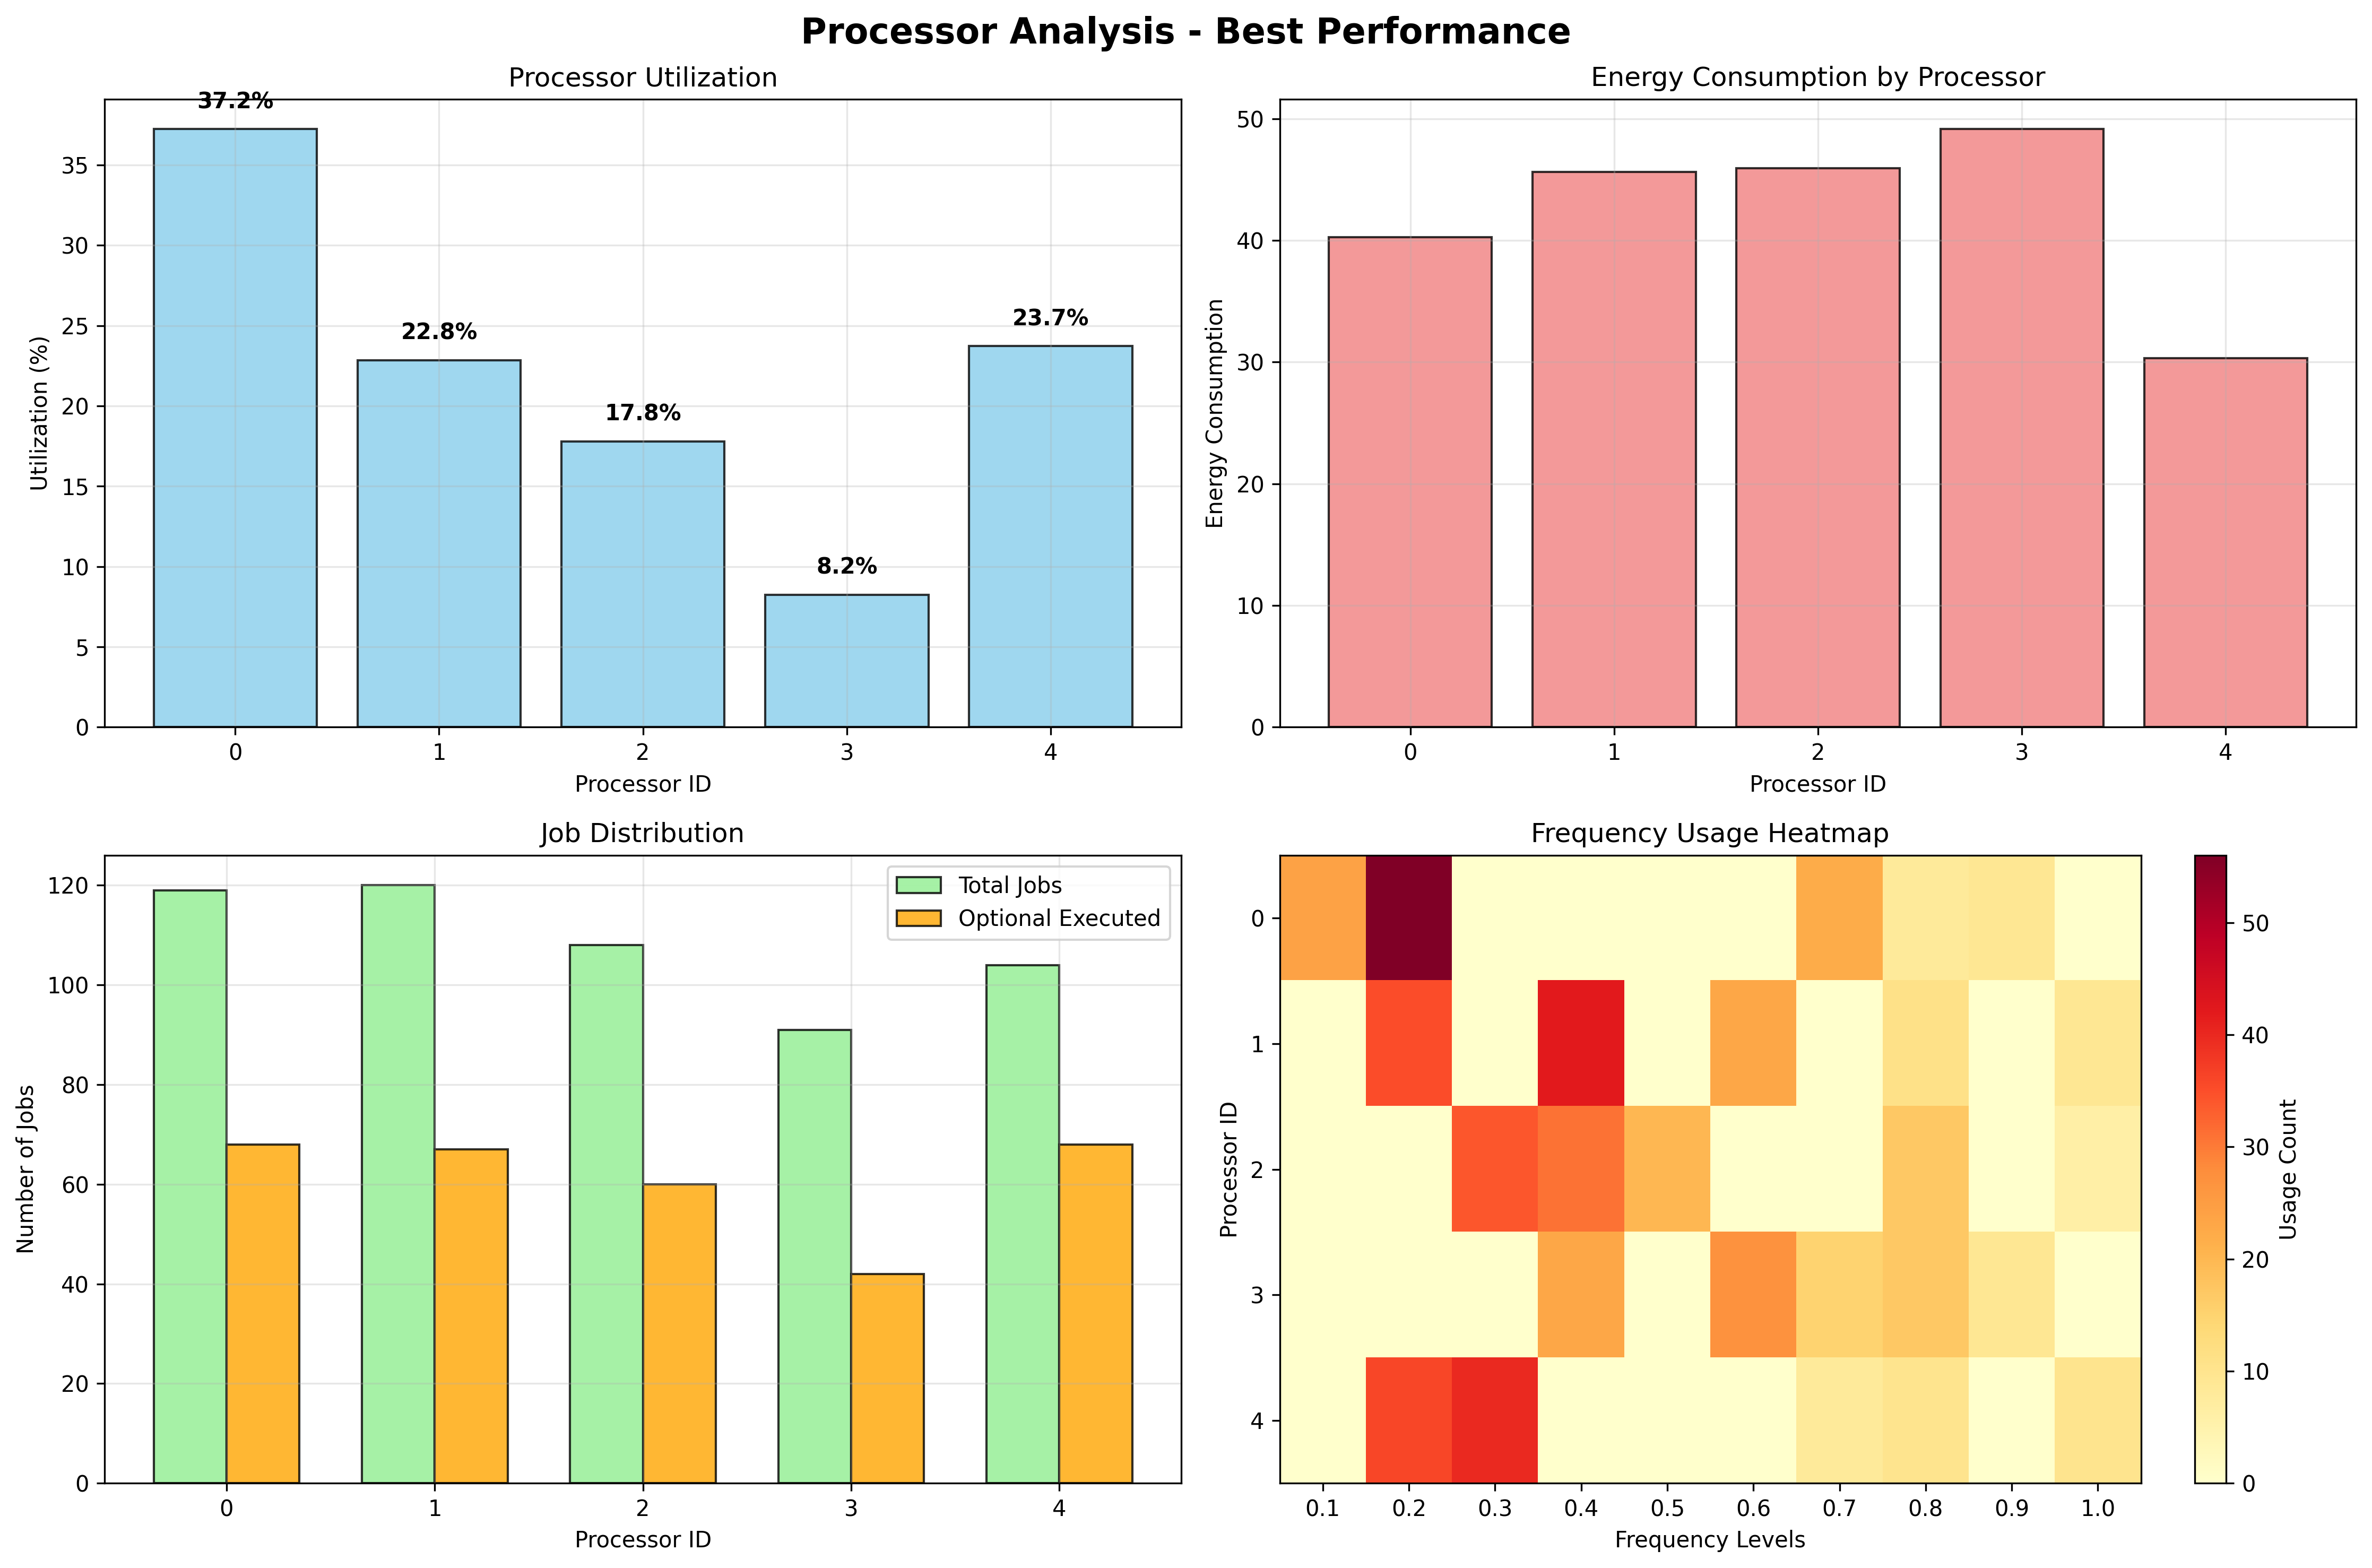 Processor Analysis - Best Performance
Processor Utilization
Utilization (%)
35
30
25
20
15
10
5
0
37.2%
22.8%
17.8%
8.2%
23.7%
0 1 2 3 4
Processor ID
Energy Consumption by Processor
Energy Consumption
50
40
30
20
10
0
0 1 2 3 4
Processor ID
Job Distribution
Number of Jobs
120
100
80
60
40
20
0
Total Jobs
Optional Executed
0 1 2 3 4
Processor ID
Frequency Usage Heatmap
Processor ID
0
1
2
3
4
0.1 0.2 0.3 0.4 0.5 0.6 0.7 0.8 0.9 1.0
Frequency Levels
50
40
30
20
10
0
Usage Count